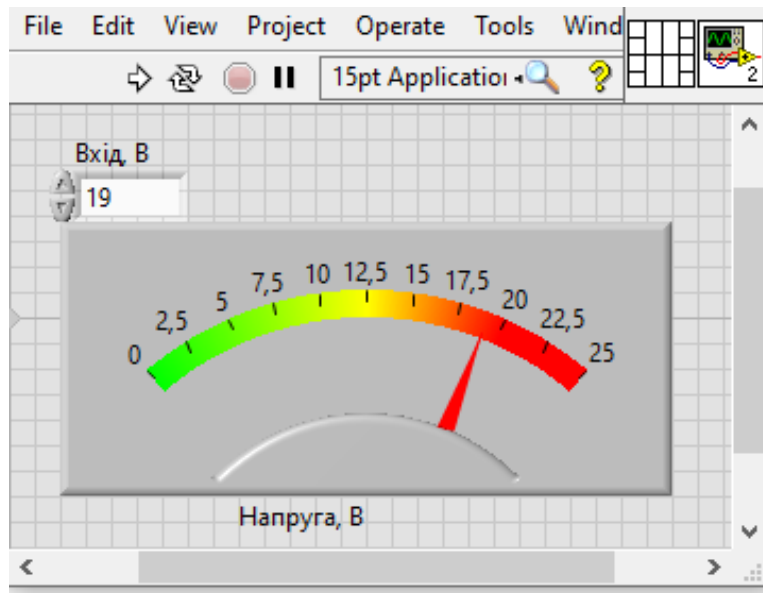 File Edit View Project Operate Tools Wind
15pt Application
2
Вхід, В
19
0 2,5 5 7,5 10 12,5 15 17,5 20 22,5 25
Напруга, В